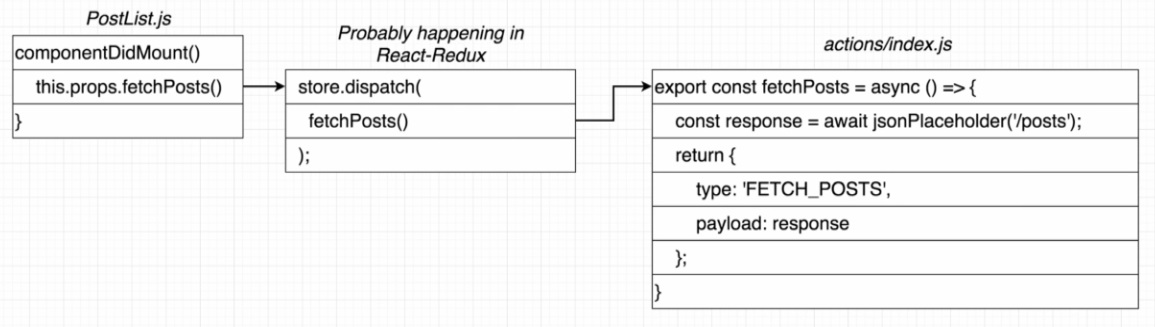 PostList.js
componentDidMount()
this.props.fetchPosts()
}
Probably happening in
React-Redux
store.dispatch(
fetchPosts()
);
actions/index.js
export const fetchPosts = async () => {
const response = await jsonPlaceholder('/posts');
return {
type: 'FETCH_POSTS',
payload: response
};
}